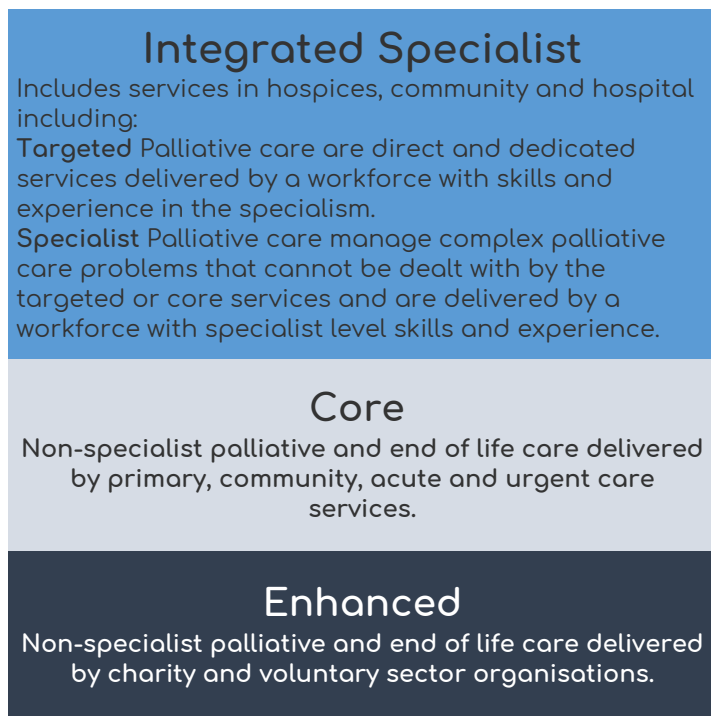 Integrated Specialist
Includes services in hospices, community and hospital
including:
Targeted Palliative care are direct and dedicated
services delivered by a workforce with skills and
experience in the specialism.
Specialist Palliative care manage complex palliative
care problems that cannot be dealt with by the
targeted or core services and are delivered by a
workforce with specialist level skills and experience.
Core
Non-specialist palliative and end of life care delivered
by primary, community, acute and urgent care
services.
Enhanced
Non-specialist palliative and end of life care delivered
by charity and voluntary sector organisations.